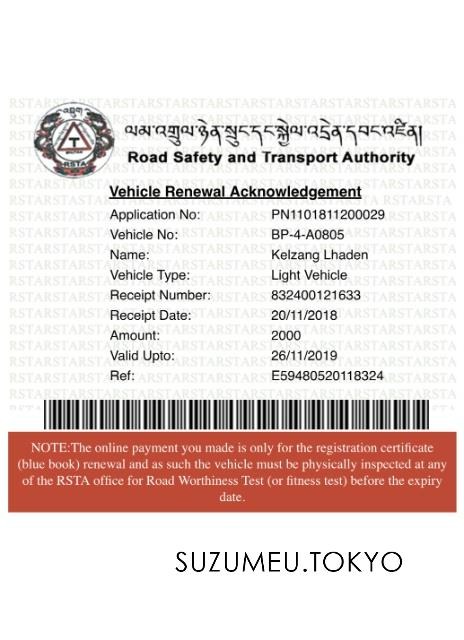 ལམ་འགྲུལ་ཉེན་སྲུང་དང་སྐྱེལ་འདྲེན་དབང་འཛིན།
Road Safety and Transport Authority
Vehicle Renewal Acknowledgement
Application No: PN1101811200029
Vehicle No: BP-4-A0805
Name: Kelzang Lhaden
Vehicle Type: Light Vehicle
Receipt Number: 832400121633
Receipt Date: 20/11/2018
Amount: 2000
Valid Upto: 26/11/2019
Ref: E59480520118324
NOTE:The online payment you made is only for the registration certificate
(blue book) renewal and as such the vehicle must be physically inspected at any
of the RSTA office for Road Worthiness Test (or fitness test) before the expiry
date.
SUZUMEU.TOKYO